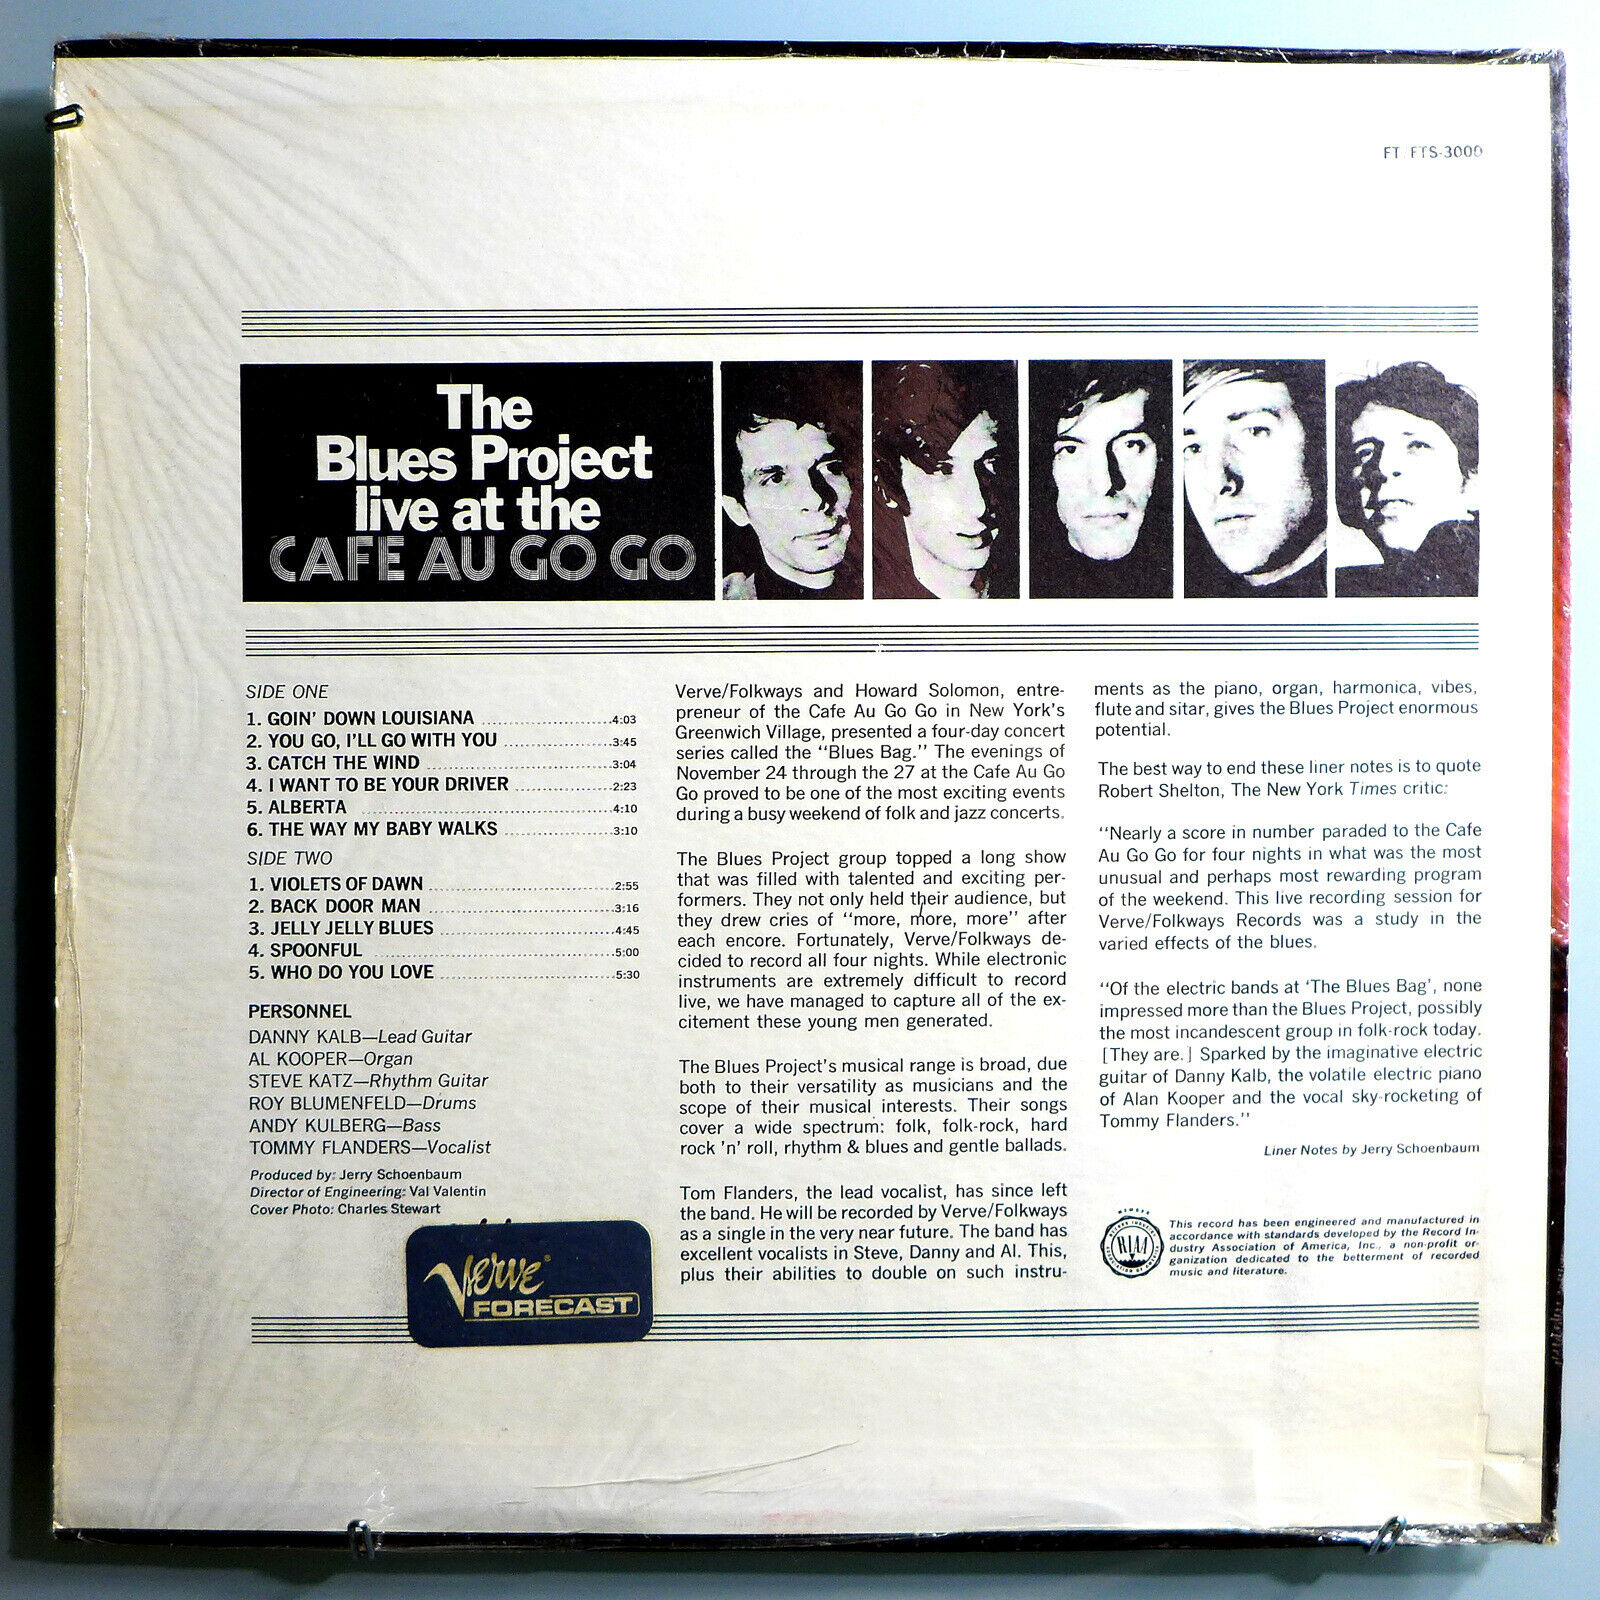 FT/FTS-3000
The
Blues Project
live at the
CAFE AU GO GO
SIDE ONE
1. GOIN' DOWN LOUISIANA 4:03
2. YOU GO, I'LL GO WITH YOU 3:45
3. CATCH THE WIND 3:04
4. I WANT TO BE YOUR DRIVER 2:23
5. ALBERTA 4:10
6. THE WAY MY BABY WALKS 3:10
SIDE TWO
1. VIOLETS OF DAWN 2:55
2. BACK DOOR MAN 3:16
3. JELLY JELLY BLUES 4:45
4. SPOONFUL 5:00
5. WHO DO YOU LOVE 5:30
PERSONNEL
DANNY KALB—Lead Guitar
AL KOOPER—Organ
STEVE KATZ—Rhythm Guitar
ROY BLUMENFELD—Drums
ANDY KULBERG—Bass
TOMMY FLANDERS—Vocalist
Produced by: Jerry Schoenbaum
Director of Engineering: Val Valentin
Cover Photo: Charles Stewart
Verve®
FORECAST
Verve/Folkways and Howard Solomon, entre-
preneur of the Cafe Au Go Go in New York's
Greenwich Village, presented a four-day concert
series called the "Blues Bag." The evenings of
November 24 through the 27 at the Cafe Au Go
Go proved to be one of the most exciting events
during a busy weekend of folk and jazz concerts.
The Blues Project group topped a long show
that was filled with talented and exciting per-
formers. They not only held their audience, but
they drew cries of "more, more, more" after
each encore. Fortunately, Verve/Folkways de-
cided to record all four nights. While electronic
instruments are extremely difficult to record
live, we have managed to capture all of the ex-
citement these young men generated.
The Blues Project's musical range is broad, due
both to their versatility as musicians and the
scope of their musical interests. Their songs
cover a wide spectrum: folk, folk-rock, hard
rock 'n' roll, rhythm & blues and gentle ballads.
Tom Flanders, the lead vocalist, has since left
the band. He will be recorded by Verve/Folkways
as a single in the very near future. The band has
excellent vocalists in Steve, Danny and Al. This,
plus their abilities to double on such instru-
ments as the piano, organ, harmonica, vibes,
flute and sitar, gives the Blues Project enormous
potential.
The best way to end these liner notes is to quote
Robert Shelton, The New York Times critic:
"Nearly a score in number paraded to the Cafe
Au Go Go for four nights in what was the most
unusual and perhaps most rewarding program
of the weekend. This live recording session for
Verve/Folkways Records was a study in the
varied effects of the blues.
"Of the electric bands at 'The Blues Bag', none
impressed more than the Blues Project, possibly
the most incandescent group in folk-rock today.
[They are.] Sparked by the imaginative electric
guitar of Danny Kalb, the volatile electric piano
of Alan Kooper and the vocal sky-rocketing of
Tommy Flanders."
Liner Notes by Jerry Schoenbaum
MEMBER
RECORD INDUSTRY ASSOCIATION OF AMERICA
RIAA
This record has been engineered and manufactured in
accordance with standards developed by the Record In-
dustry Association of America, Inc., a non-profit or-
ganization dedicated to the betterment of recorded
music and literature.